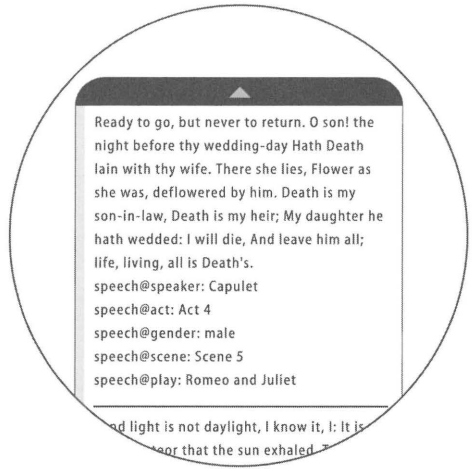 Ready to go, but never to return. O son! the
night before thy wedding-day Hath Death
lain with thy wife. There she lies, Flower as
she was, deflowered by him. Death is my
son-in-law, Death is my heir; My daughter he
hath wedded: I will die, And leave him all;
life, living, all is Death's.
speech@speaker: Capulet
speech@act: Act 4
speech@gender: male
speech@scene: Scene 5
speech@play: Romeo and Juliet
light is not daylight, I know it, I: It is
that the sun exhaled.